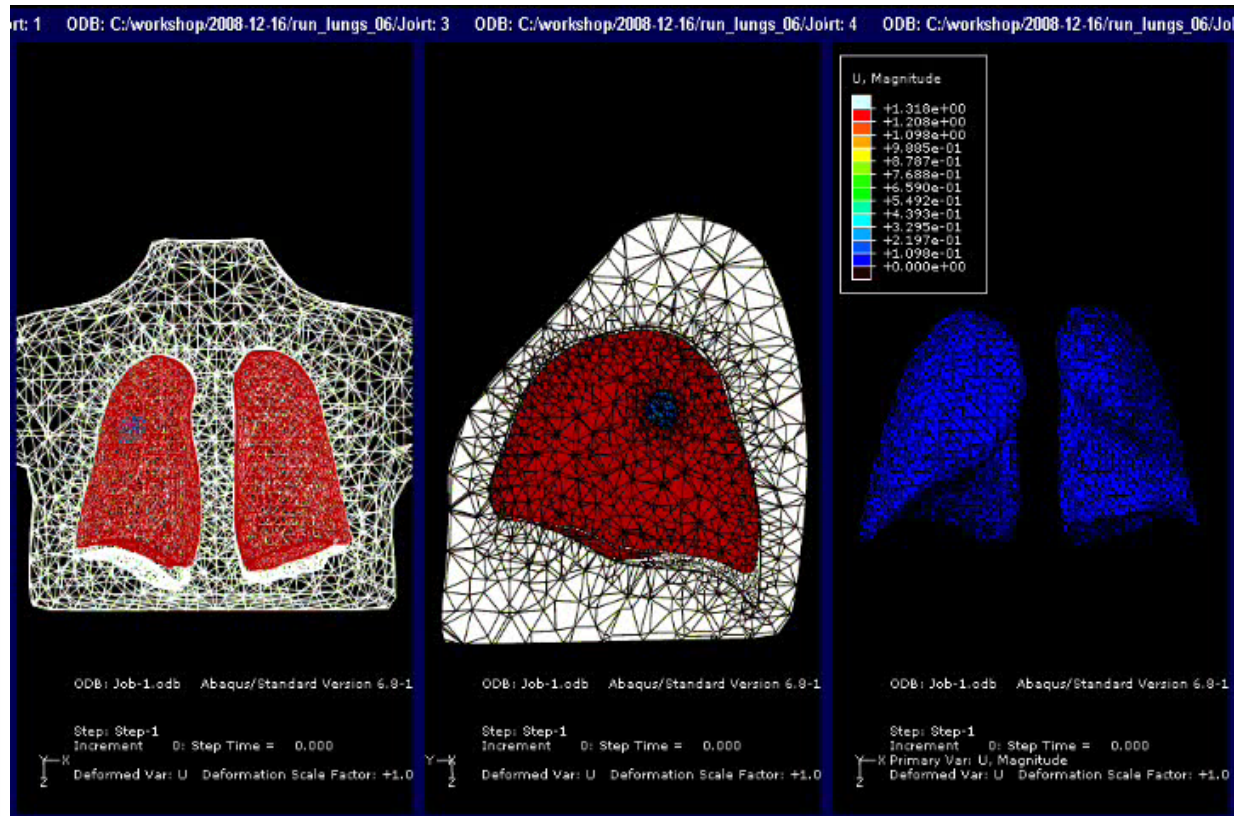 ort: 1 ODB: C:/workshop/2008-12-16/run_lungs_06/Joi
rt: 3 ODB: C:/workshop/2008-12-16/run_lungs_06/Joi
rt: 4 ODB: C:/workshop/2008-12-16/run_lungs_06/Jo
U, Magnitude
+1.318e+00
+1.208e+00
+1.098e+00
+9.885e-01
+8.787e-01
+7.688e-01
+6.590e-01
+5.492e-01
+4.393e-01
+3.295e-01
+2.197e-01
+1.098e-01
+0.000e+00
ODB: Job-1.odb Abaqus/Standard Version 6.8-1
Step: Step-1
Increment 0: Step Time = 0.000
Deformed Var: U Deformation Scale Factor: +1.0
Y X
Z
ODB: Job-1.odb Abaqus/Standard Version 6.8-1
Step: Step-1
Increment 0: Step Time = 0.000
Deformed Var: U Deformation Scale Factor: +1.0
Y X
Z
ODB: Job-1.odb Abaqus/Standard Version 6.8-1
Step: Step-1
Increment 0: Step Time = 0.000
Primary Var: U, Magnitude
Deformed Var: U Deformation Scale Factor: +1.0
Y X
Z